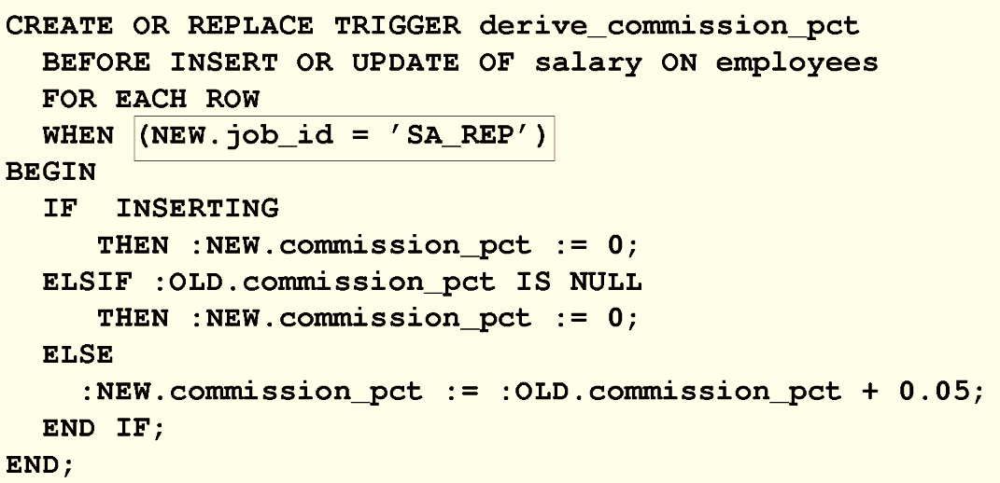 CREATE OR REPLACE TRIGGER derive_commission_pct
BEFORE INSERT OR UPDATE OF salary ON employees
FOR EACH ROW
WHEN (NEW.job_id = 'SA_REP')
BEGIN
IF INSERTING
THEN :NEW.commission_pct := 0;
ELSIF :OLD.commission_pct IS NULL
THEN :NEW.commission_pct := 0;
ELSE
:NEW.commission_pct := :OLD.commission_pct + 0.05;
END IF;
END;